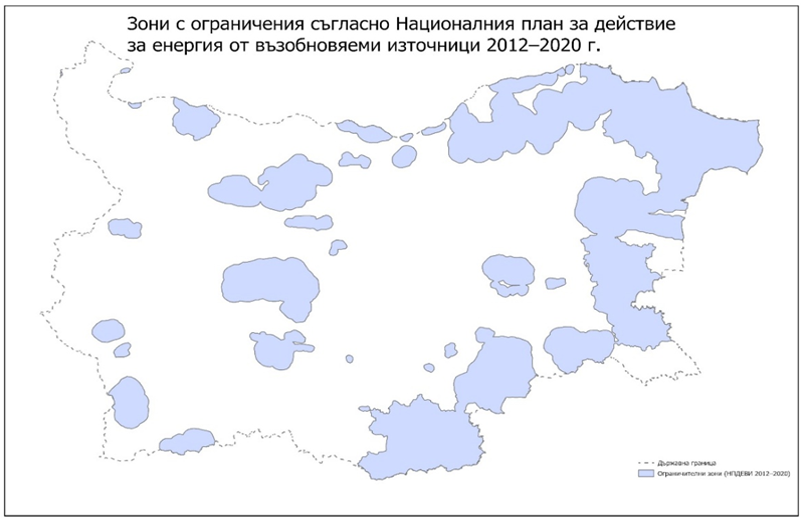 Зони с ограничения съгласно Националния план за действие
за енергия от възобновяеми източници 2012–2020 г.
Държавна граница
Ограничителни зони (НПДЕВИ 2012–2020)